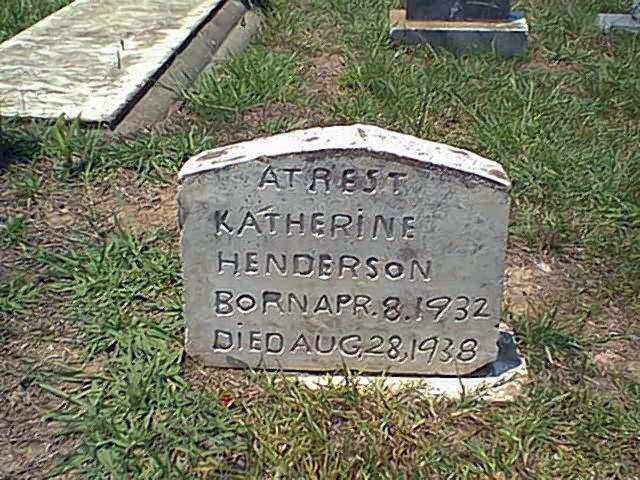 AT REST
KATHERiNE
HENDERSON
BORN APR. 8. 1932
DiED AUG, 28, 1938